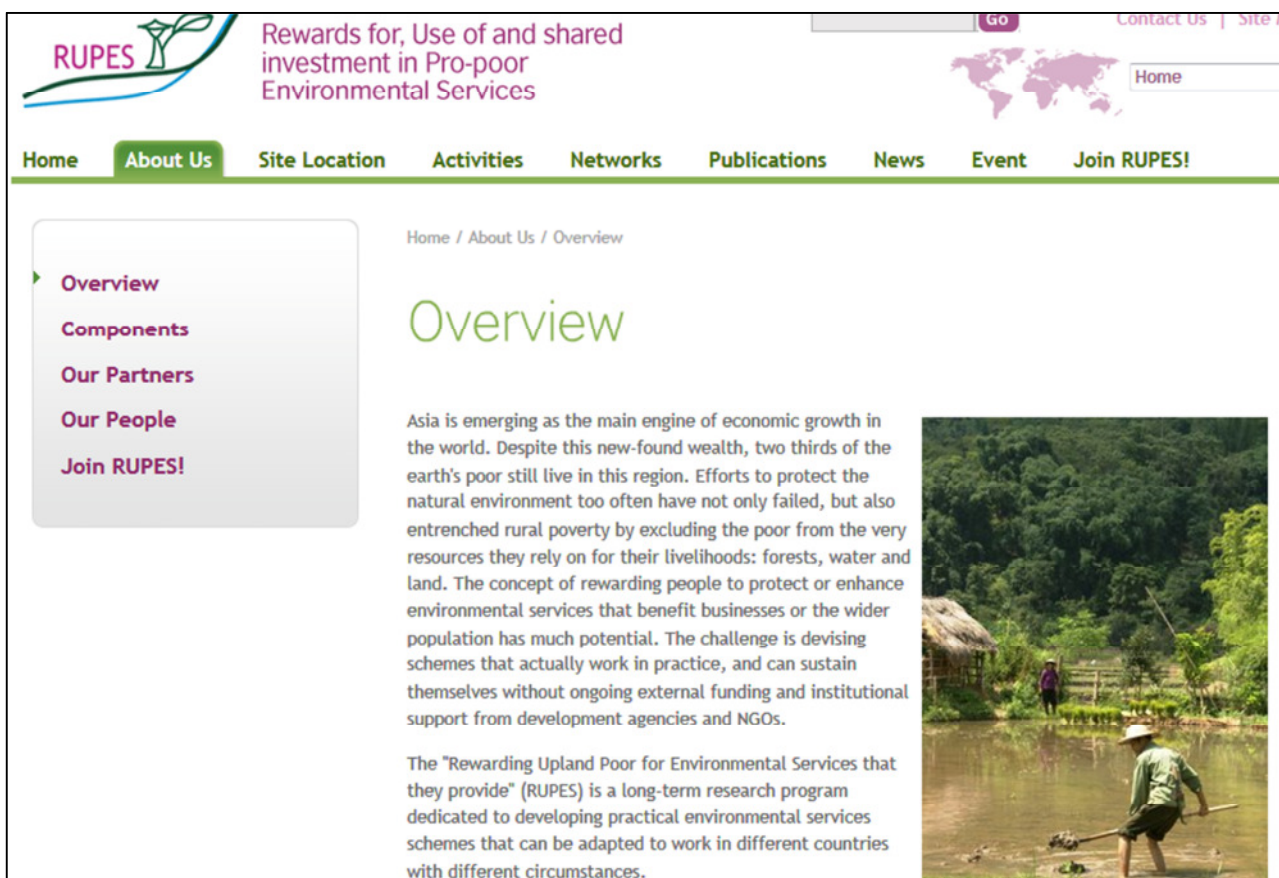 RUPES
Rewards for, Use of and shared
investment in Pro-poor
Environmental Services
Go
Contact Us | Site
Home
Home About Us Site Location Activities Networks Publications News Event Join RUPES!
Overview
Components
Our Partners
Our People
Join RUPES!
Home / About Us / Overview
Overview
Asia is emerging as the main engine of economic growth in
the world. Despite this new-found wealth, two thirds of the
earth's poor still live in this region. Efforts to protect the
natural environment too often have not only failed, but also
entrenched rural poverty by excluding the poor from the very
resources they rely on for their livelihoods: forests, water and
land. The concept of rewarding people to protect or enhance
environmental services that benefit businesses or the wider
population has much potential. The challenge is devising
schemes that actually work in practice, and can sustain
themselves without ongoing external funding and institutional
support from development agencies and NGOs.
The "Rewarding Upland Poor for Environmental Services that
they provide" (RUPES) is a long-term research program
dedicated to developing practical environmental services
schemes that can be adapted to work in different countries
with different circumstances.